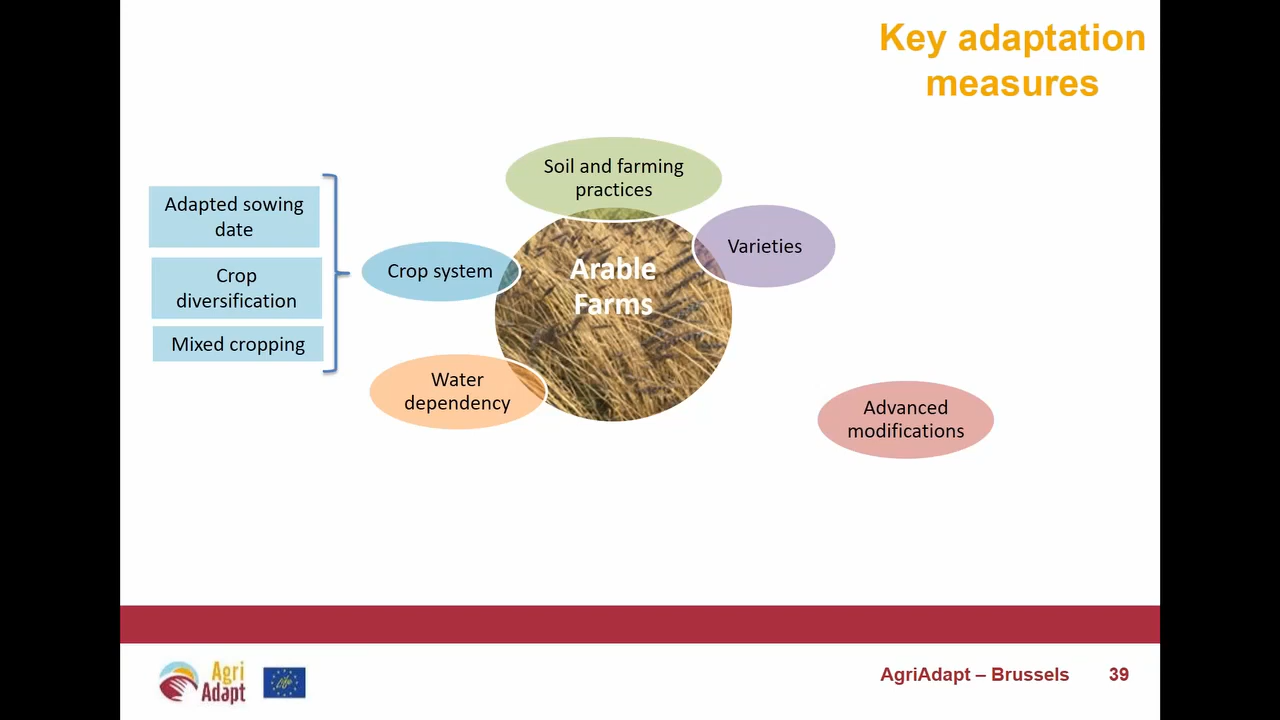 Key adaptation
measures
Soil and farming
practices
Adapted sowing
date
Varieties
Crop system
Arable
Farms
Crop
diversification
Mixed cropping
Water
dependency
Advanced
modifications
Agri
Adapt
Life
AgriAdapt – Brussels
39